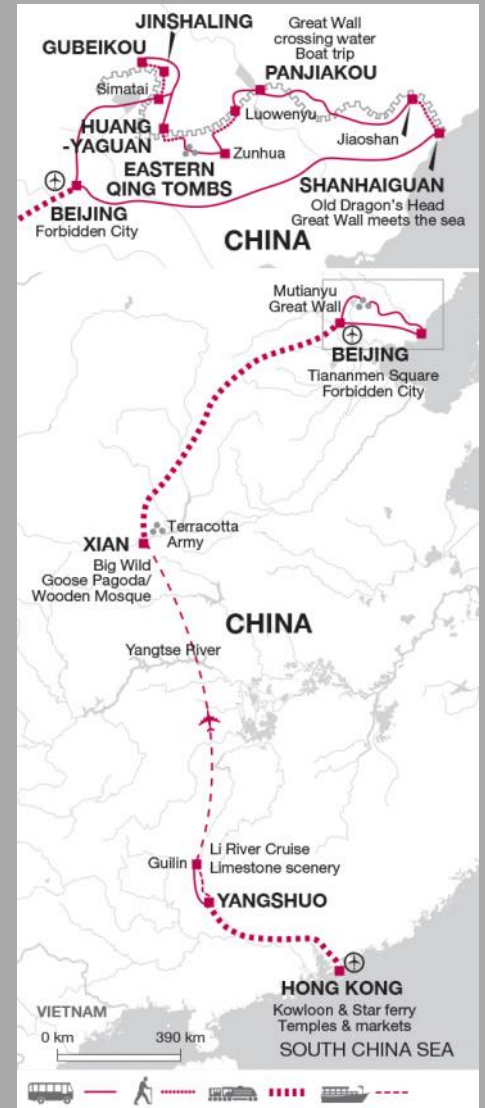 JINSHALING
GUBEIKOU
Great Wall
crossing water
Boat trip
PANJIAKOU
Simatai
Luowenyu
HUANG
-YAGUAN
Jiaoshan
Zunhua
EASTERN
QING TOMBS
SHANHAIGUAN
Old Dragon's Head
Great Wall meets the sea
BEIJING
Forbidden City
CHINA
Mutianyu
Great Wall
BEIJING
Tiananmen Square
Forbidden City
Terracotta
Army
XIAN
Big Wild
Goose Pagoda/
Wooden Mosque
CHINA
Yangtse River
Guilin
Li River Cruise
Limestone scenery
YANGSHUO
HONG KONG
Kowloon & Star ferry
Temples & markets
VIETNAM
0 km 390 km
SOUTH CHINA SEA